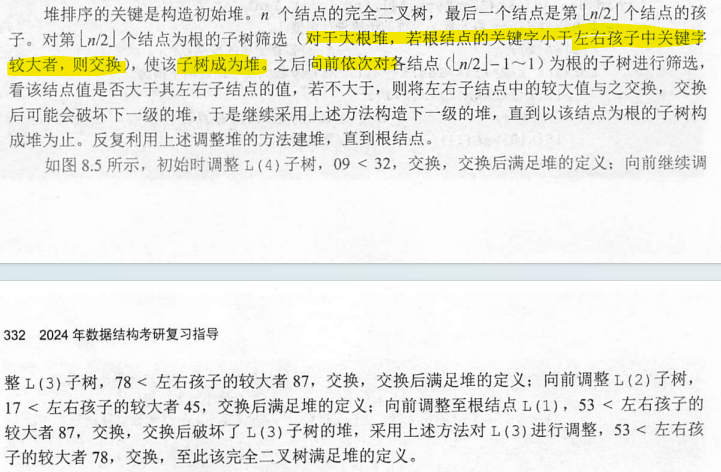 堆排序的关键是构造初始堆。n 个结点的完全二叉树，最后一个结点是第⌊n/2⌋个结点的孩
子。对第⌊n/2⌋个结点为根的子树筛选（对于大根堆，若根结点的关键字小于左右孩子中关键字
较大者，则交换），使该子树成为堆。之后向前依次对各结点（⌊n/2⌋-1～1）为根的子树进行筛选，
看该结点值是否大于其左右子结点的值，若不大于，则将左右子结点中的较大值与之交换，交换
后可能会破坏下一级的堆，于是继续采用上述方法构造下一级的堆，直到以该结点为根的子树构
成堆为止。反复利用上述调整堆的方法建堆，直到根结点。
如图 8.5 所示，初始时调整 L(4)子树，09 < 32，交换，交换后满足堆的定义；向前继续调
332 2024 年数据结构考研复习指导
整 L(3)子树，78 < 左右孩子的较大者 87，交换，交换后满足堆的定义；向前调整 L(2)子树，
17 < 左右孩子的较大者 45，交换后满足堆的定义；向前调整至根结点 L(1)，53 < 左右孩子的
较大者 87，交换，交换后破坏了 L(3)子树的堆，采用上述方法对 L(3)进行调整，53 < 左右孩
子的较大者 78，交换，至此该完全二叉树满足堆的定义。